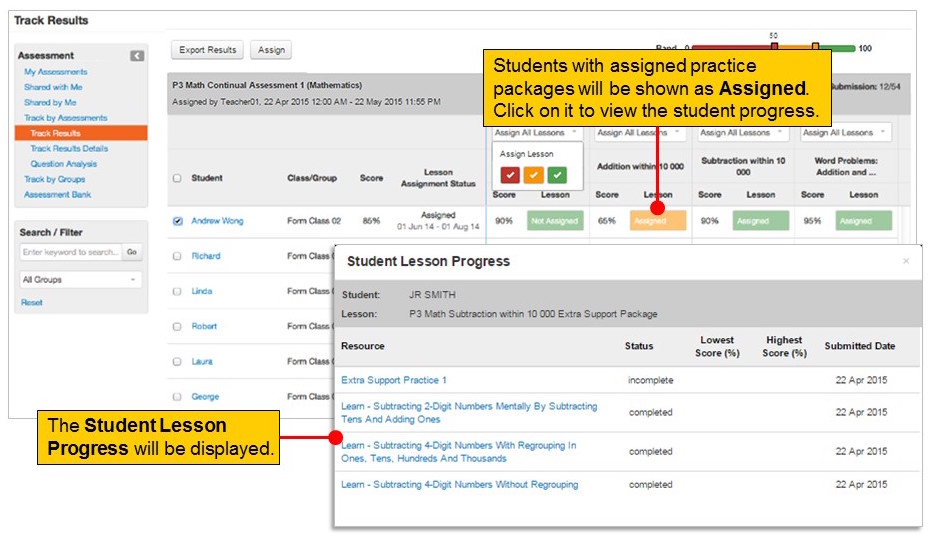 Track Results
Export Results
Assign
50
0
100
Assessment
My Assessments
Shared with Me
Shared by Me
Track by Assessments
Track Results
Track Results Details
Question Analysis
Track by Groups
Assessment Bank
Search / Filter
Enter keyword to search...
Go
All Groups
Reset
P3 Math Continual Assessment 1 (Mathematics)
Assigned by Teacher01, 22 Apr 2015 12:00 AM - 22 May 2015 11:55 PM
Submission: 12/54
Students with assigned practice
packages will be shown as Assigned.
Click on it to view the student progress.
Assign All Lessons
Assign All Lessons
Assign All Lessons
Assign All Lessons
Assign Lesson
Addition within 10 000
Subtraction within 10
000
Word Problems:
Addition and ...
Student
Class/Group
Score
Lesson
Assignment Status
Score
Lesson
Score
Lesson
Score
Lesson
Score
Lesson
Andrew Wong
Form Class 02
85%
Assigned
01 Jun 14 - 01 Aug 14
90%
Not Assigned
65%
Assigned
90%
Assigned
95%
Assigned
Richard
Form Class
Linda
Form Class
Robert
Form Class
Laura
Form Class
George
Form Class
Student Lesson Progress
×
Student:
JR SMITH
Lesson:
P3 Math Subtraction within 10 000 Extra Support Package
Resource
Status
Lowest
Score (%)
Highest
Score (%)
Submitted Date
Extra Support Practice 1
incomplete
22 Apr 2015
Learn - Subtracting 2-Digit Numbers Mentally By Subtracting
Tens And Adding Ones
completed
22 Apr 2015
Learn - Subtracting 4-Digit Numbers With Regrouping In
Ones, Tens, Hundreds And Thousands
completed
22 Apr 2015
Learn - Subtracting 4-Digit Numbers Without Regrouping
completed
22 Apr 2015
The Student Lesson
Progress will be displayed.